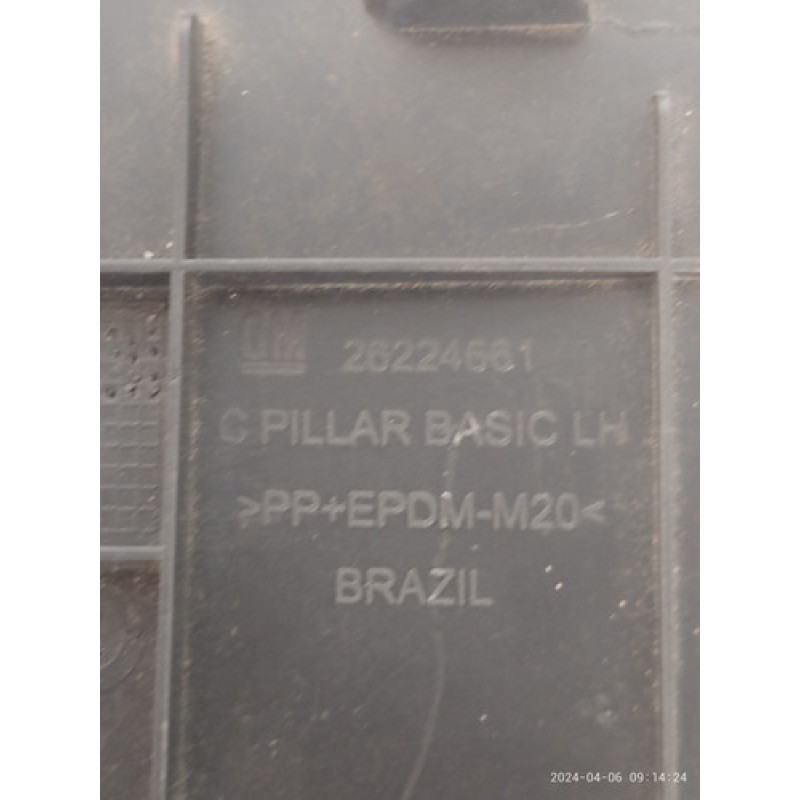 GM 26224661
C PILLAR BASIC LH
>PP+EPDM-M20<
BRAZIL
2024-04-06 09:14:24